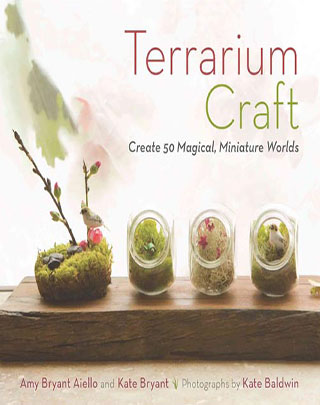 Terrarium
Craft
Create 50 Magical, Miniature Worlds
Amy Bryant Aiello and Kate Bryant Photographs by Kate Baldwin